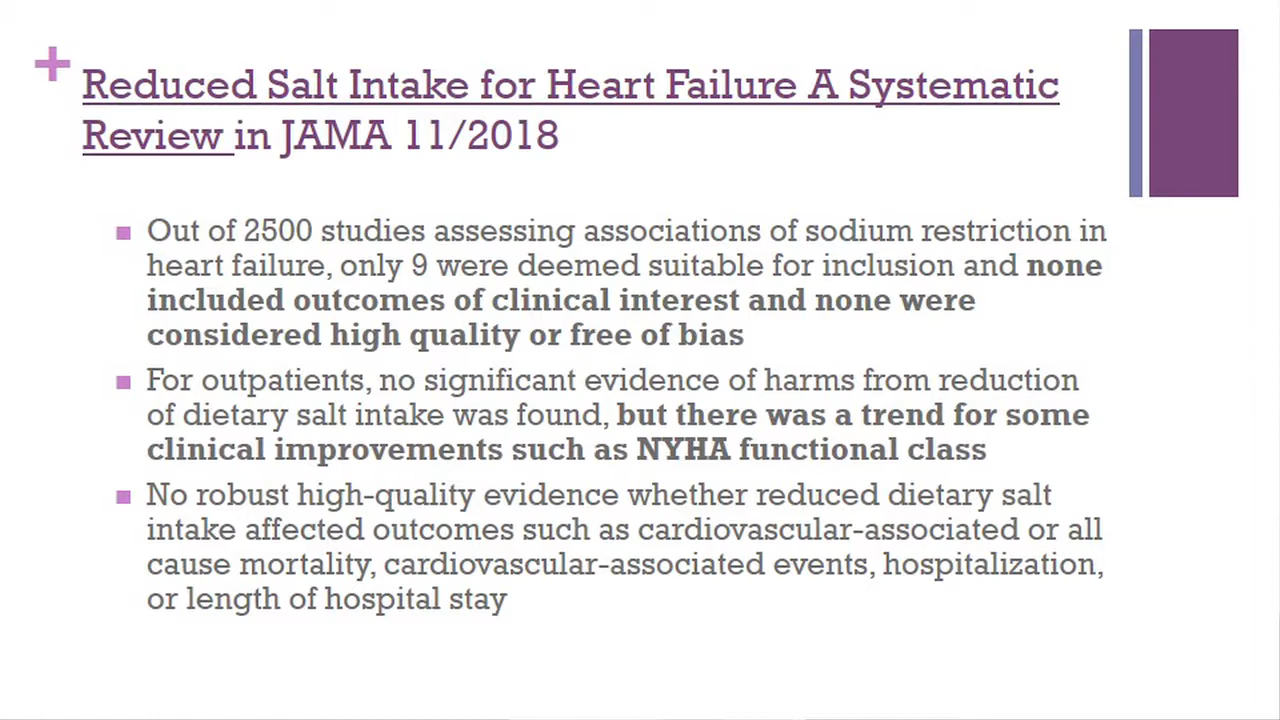 Reduced Salt Intake for Heart Failure A Systematic
Review in JAMA 11/2018
Out of 2500 studies assessing associations of sodium restriction in
heart failure, only 9 were deemed suitable for inclusion and none
included outcomes of clinical interest and none were
considered high quality or free of bias
For outpatients, no significant evidence of harms from reduction
of dietary salt intake was found, but there was a trend for some
clinical improvements such as NYHA functional class
No robust high-quality evidence whether reduced dietary salt
intake affected outcomes such as cardiovascular-associated or all
cause mortality, cardiovascular-associated events, hospitalization,
or length of hospital stay